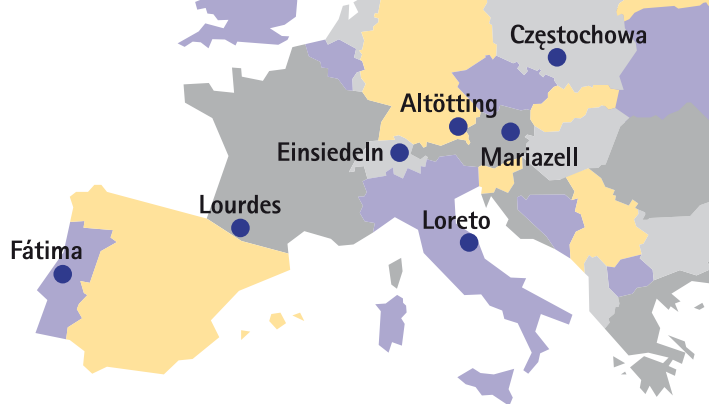 Częstochowa
Altötting
Einsiedeln
Mariazell
Lourdes
Loreto
Fátima